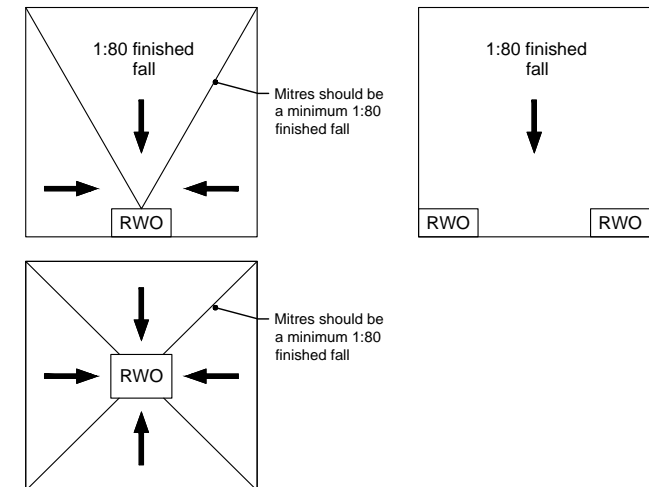 1:80 finished
fall
Mitres should be
a minimum 1:80
finished fall
RWO
1:80 finished
fall
RWO
RWO
Mitres should be
a minimum 1:80
finished fall
RWO